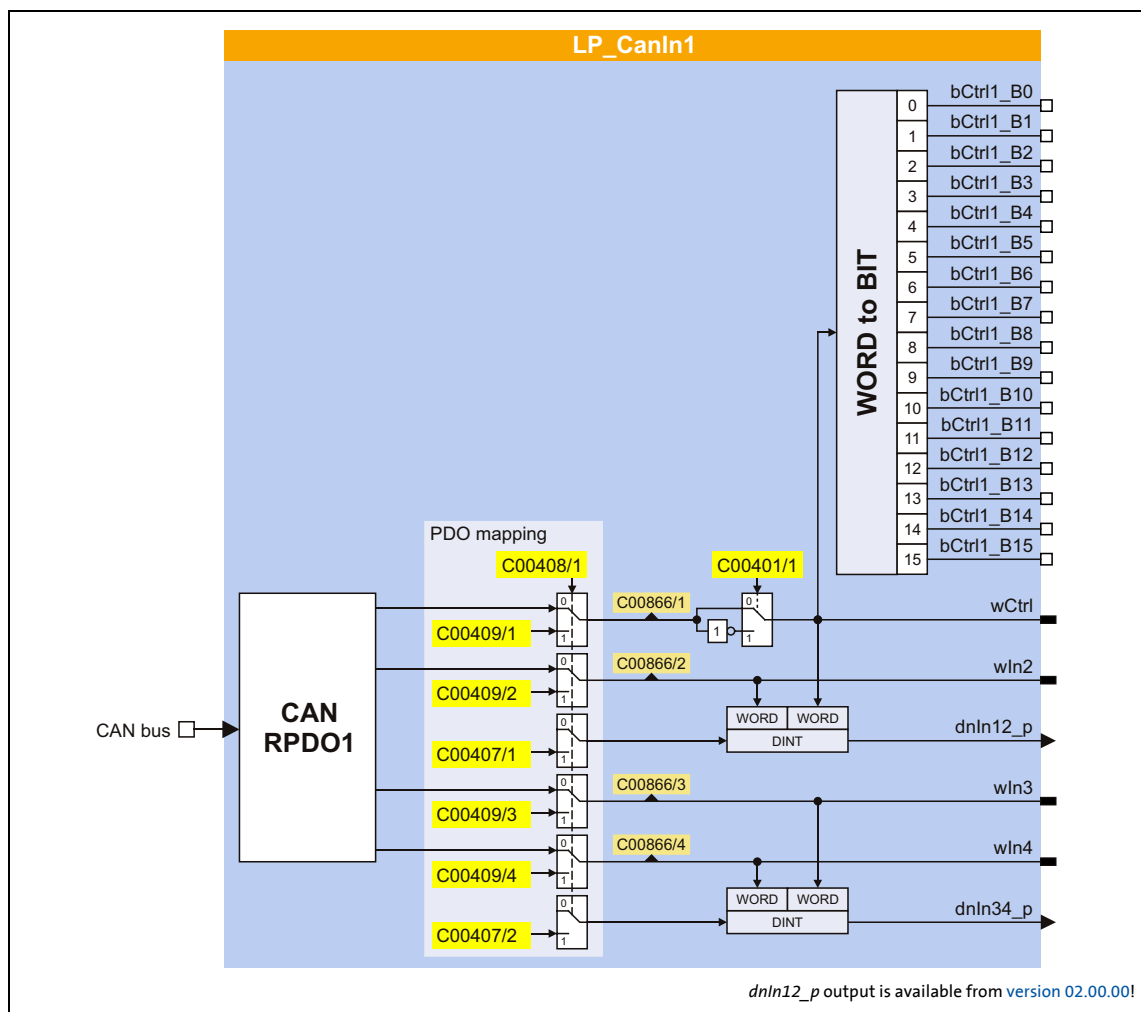 LP_CanIn1
WORD to BIT
0 bCtrl1_B0
1 bCtrl1_B1
2 bCtrl1_B2
3 bCtrl1_B3
4 bCtrl1_B4
5 bCtrl1_B5
6 bCtrl1_B6
7 bCtrl1_B7
8 bCtrl1_B8
9 bCtrl1_B9
10 bCtrl1_B10
11 bCtrl1_B11
12 bCtrl1_B12
13 bCtrl1_B13
14 bCtrl1_B14
15 bCtrl1_B15
PDO mapping
C00408/1 C00401/1
0 C00866/1 0 wCtrl
C00409/1 1 1 1
0 C00866/2 wIn2
C00409/2 1
CAN bus
CAN
RPDO1
WORD WORD
0 DINT dnIn12_p
C00407/1 1
0 C00866/3 wIn3
C00409/3 1
0 C00866/4 wIn4
C00409/4 1
WORD WORD
0 DINT dnIn34_p
C00407/2 1
dnIn12_p output is available from version 02.00.00!